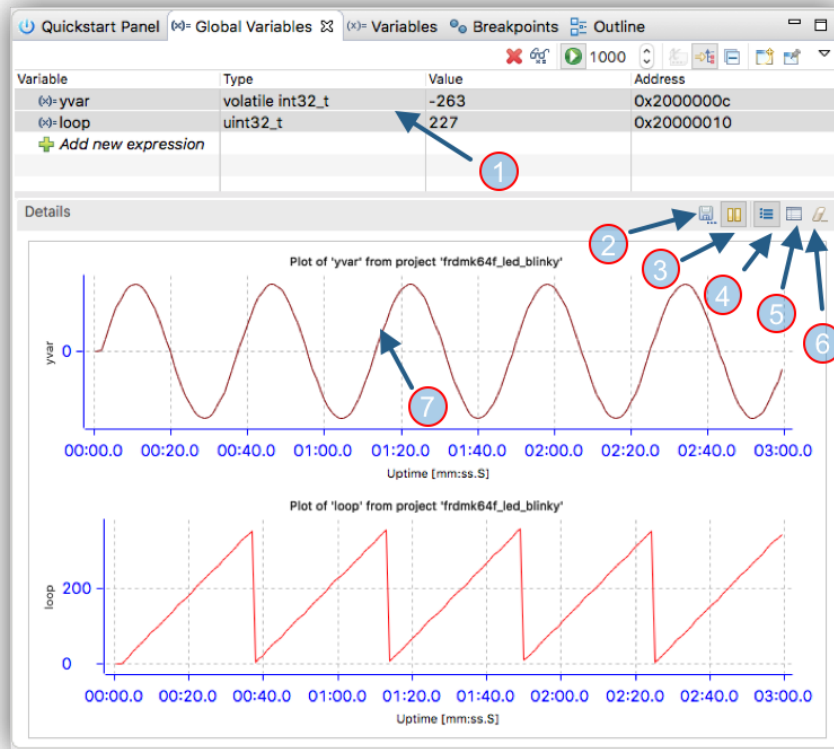 Quickstart Panel (x)= Global Variables (x)= Variables Breakpoints Outline
1000
Variable Type Value Address
(x)= yvar volatile int32_t -263 0x2000000c
(x)= loop uint32_t 227 0x20000010
Add new expression
1
Details
2
3
4
5
6
Plot of 'yvar' from project 'frdmk64f_led_blinky'
yvar
0
7
00:00.0 00:20.0 00:40.0 01:00.0 01:20.0 01:40.0 02:00.0 02:20.0 02:40.0 03:00.0
Uptime [mm:ss.S]
Plot of 'loop' from project 'frdmk64f_led_blinky'
loop
200
0
00:00.0 00:20.0 00:40.0 01:00.0 01:20.0 01:40.0 02:00.0 02:20.0 02:40.0 03:00.0
Uptime [mm:ss.S]